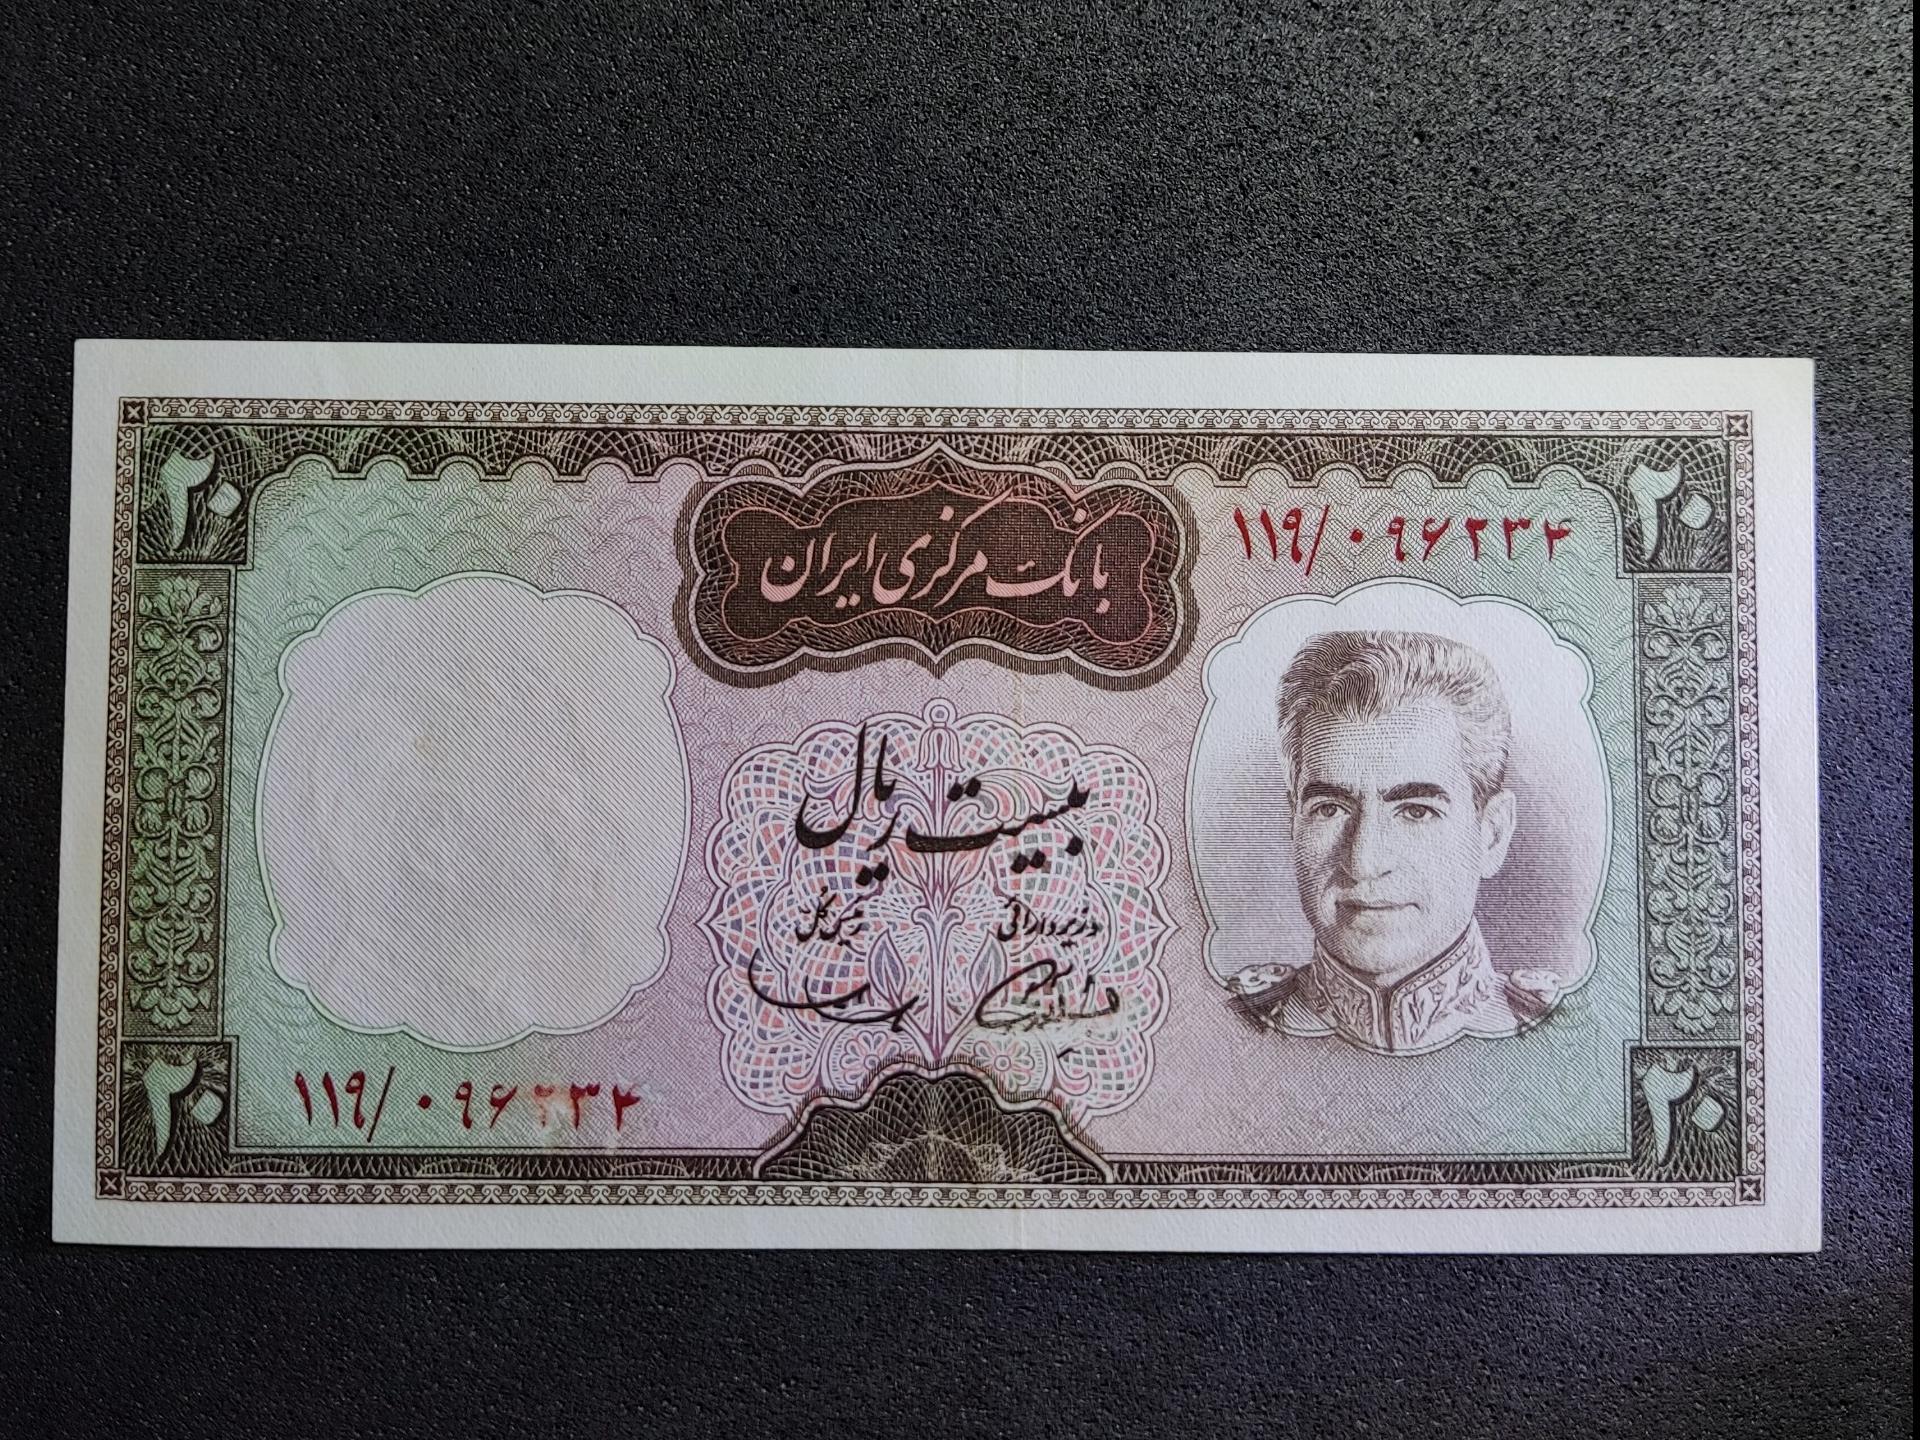 ۲۰
۲۰
بانک مرکزی ایران
۱۱۹/۰۹۶۲۳۴
بیست ریال
وزیر دارائی
رئیس کل
۱۱۹/۰۹۶۲۳۴
۲۰
۲۰